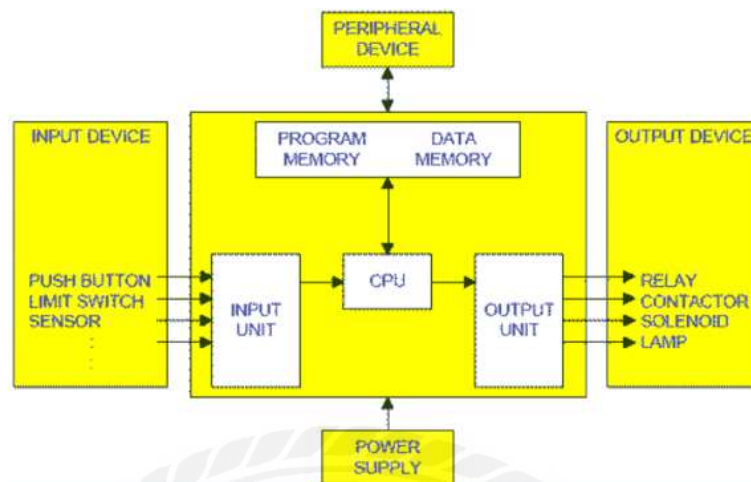 PERIPHERAL
DEVICE
INPUT DEVICE
PROGRAM
MEMORY
DATA
MEMORY
OUTPUT DEVICE
PUSH BUTTON
LIMIT SWITCH
SENSOR
INPUT
UNIT
CPU
OUTPUT
UNIT
RELAY
CONTACTOR
SOLENOID
LAMP
POWER
SUPPLY